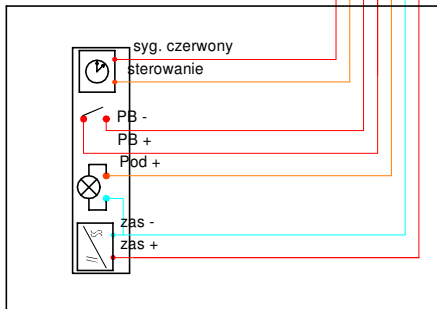 syg. czerwony
sterowanie
PB -
PB +
Pod +
zas -
zas +